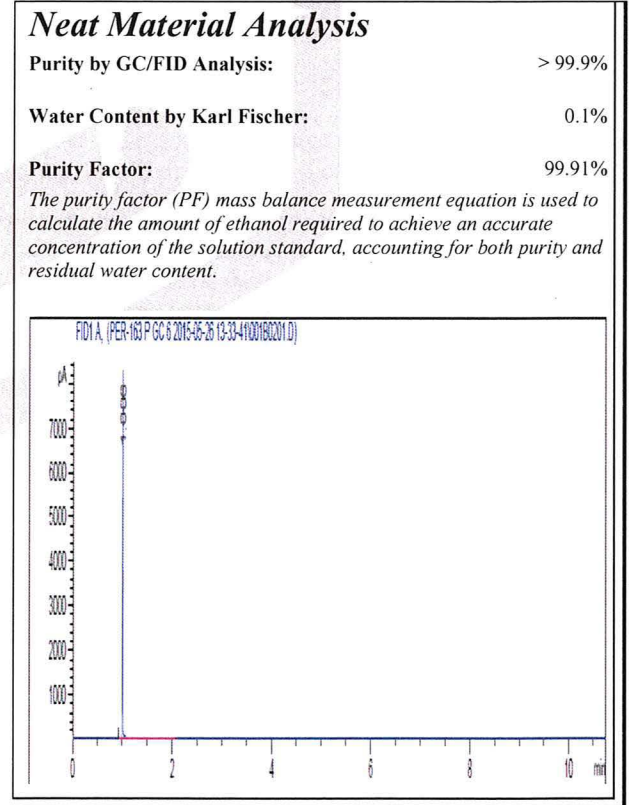 Neat Material Analysis
Purity by GC/FID Analysis: > 99.9%
Water Content by Karl Fischer: 0.1%
Purity Factor: 99.91%
The purity factor (PF) mass balance measurement equation is used to
calculate the amount of ethanol required to achieve an accurate
concentration of the solution standard, accounting for both purity and
residual water content.
FID1 A, (PER-163 P GC 6 2015-05-26 13-33-41\001B0201.D)
pA
7000
6000
5000
4000
3000
2000
1000
0 2 4 6 8 10 min